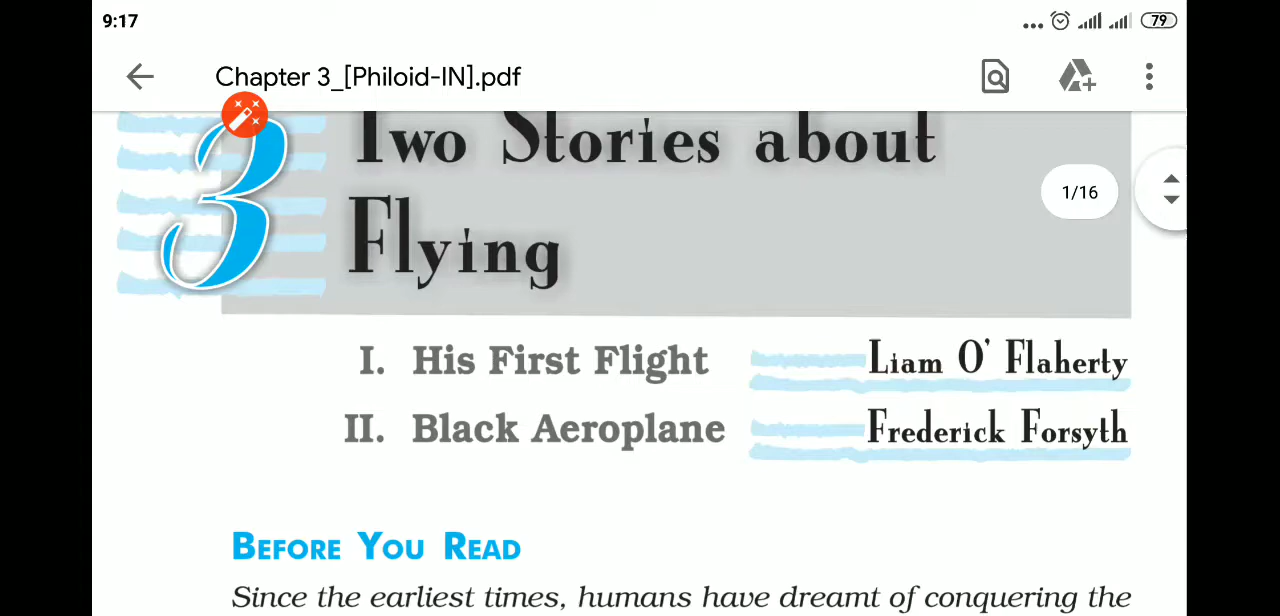 9:17
79
Chapter 3_[Philoid-IN].pdf
3
Two Stories about
Flying
1/16
I. His First Flight Liam O' Flaherty
II. Black Aeroplane Frederick Forsyth
BEFORE YOU READ
Since the earliest times, humans have dreamt of conquering the